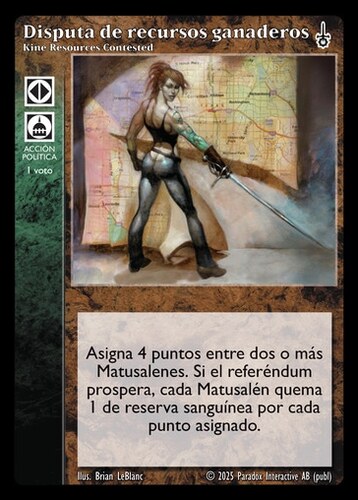 Disputa de recursos ganaderos
Kine Resources Contested
ACCIÓN
POLÍTICA
1 voto
Asigna 4 puntos entre dos o más
Matusalenes. Si el referéndum
prospera, cada Matusalén quema
1 de reserva sanguínea por cada
punto asignado.
Ilus. Brian LeBlanc © 2025 Paradox Interactive AB (publ)